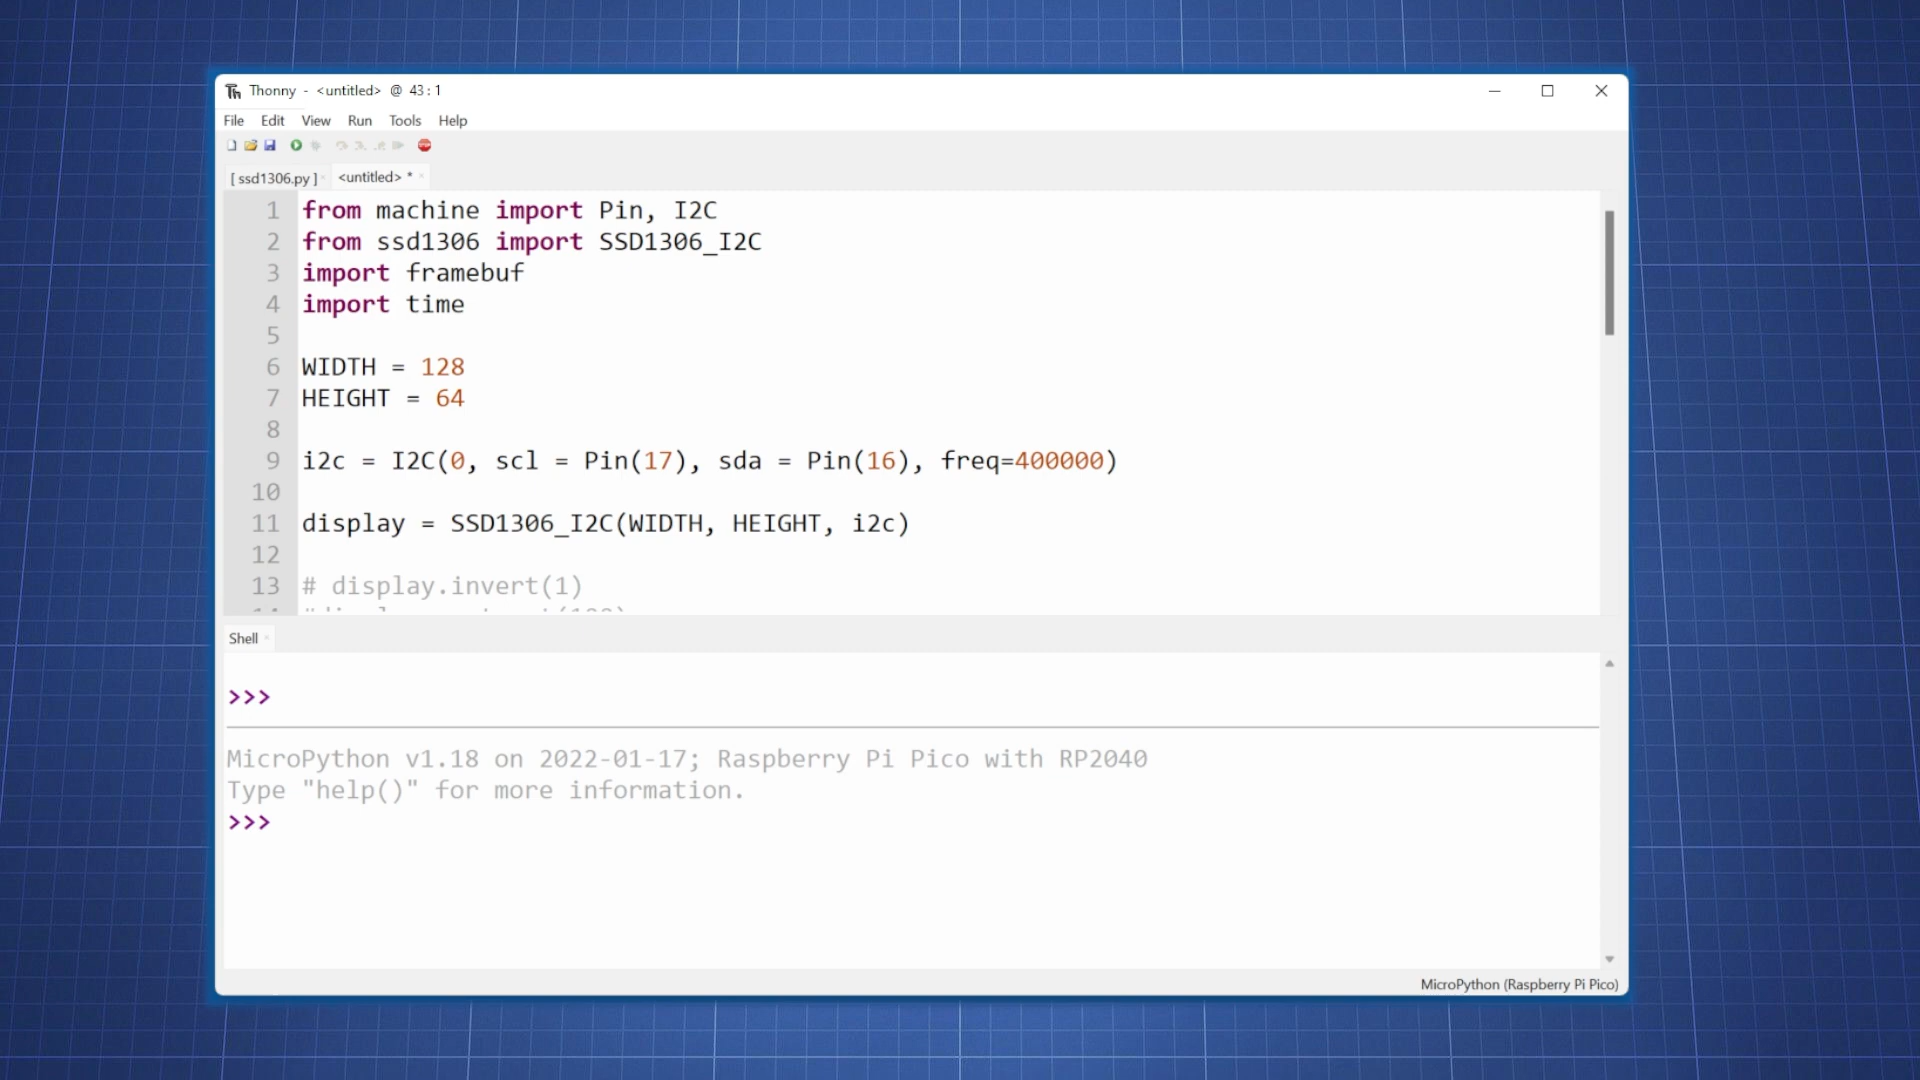 Thonny - <untitled> @ 43 : 1
File Edit View Run Tools Help
[ ssd1306.py ] <untitled> *
1 from machine import Pin, I2C
2 from ssd1306 import SSD1306_I2C
3 import framebuf
4 import time
5
6 WIDTH = 128
7 HEIGHT = 64
8
9 i2c = I2C(0, scl = Pin(17), sda = Pin(16), freq=400000)
10
11 display = SSD1306_I2C(WIDTH, HEIGHT, i2c)
12
13 # display.invert(1)
Shell
>>>
MicroPython v1.18 on 2022-01-17; Raspberry Pi Pico with RP2040
Type "help()" for more information.
>>>
MicroPython (Raspberry Pi Pico)